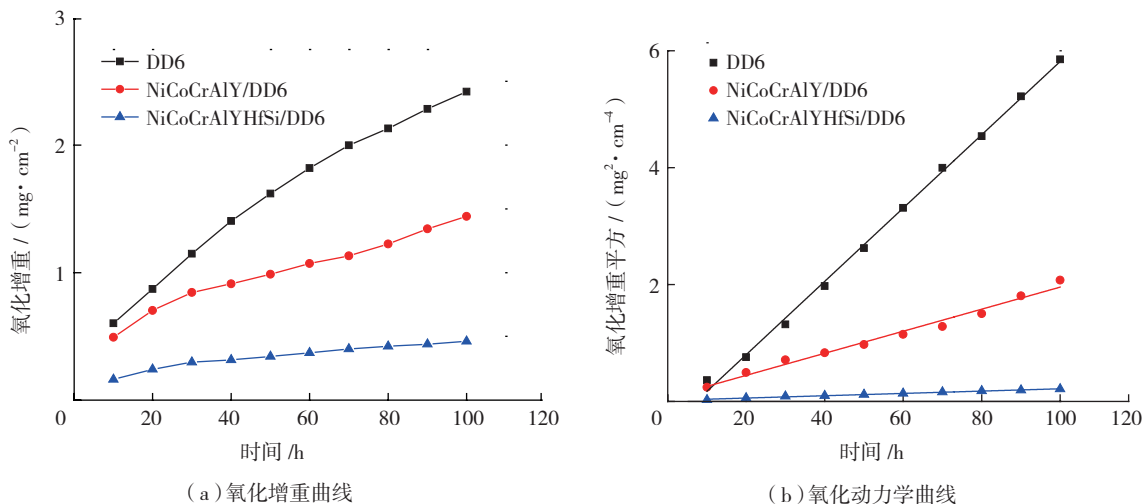 3
2
1
0
20
40
60
80
100
120
氧化增重 /（mg· cm⁻²）
时间 /h
DD6
NiCoCrAlY/DD6
NiCoCrAlYHfSi/DD6
（a）氧化增重曲线
6
4
2
0
20
40
60
80
100
120
氧化增重平方 /（mg²· cm⁻⁴）
时间 /h
DD6
NiCoCrAlY/DD6
NiCoCrAlYHfSi/DD6
（b）氧化动力学曲线